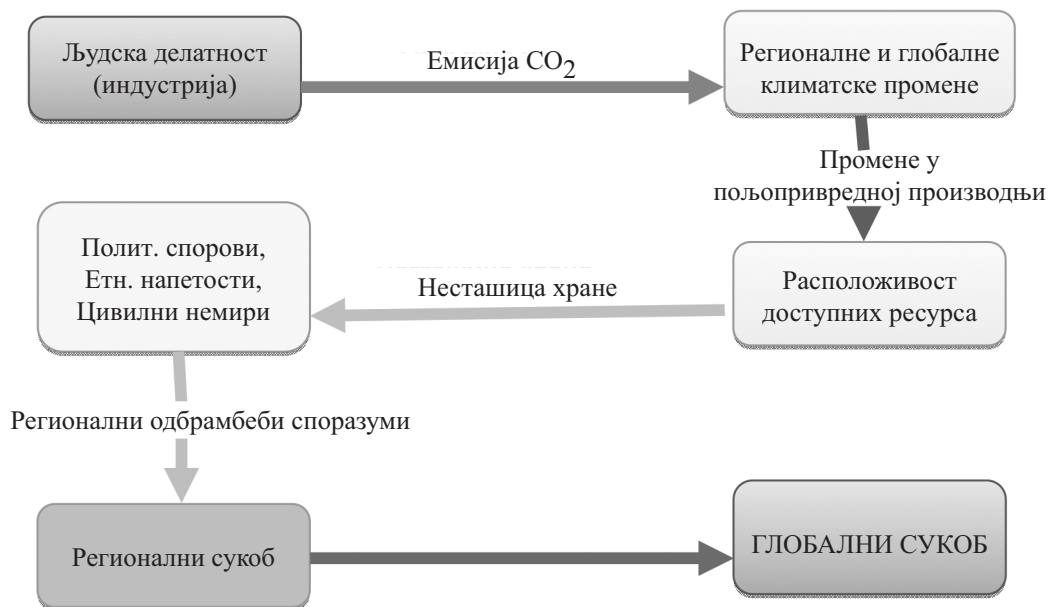 Људска делатност
(индустрија)
Емисија CO2
Регионалне и глобалне
климатске промене
Промене у
пољопривредној производњи
Расположивост
доступних ресурса
Несташица хране
Полит. спорови,
Етн. напетости,
Цивилни немири
Регионални одбрамбеби споразуми
Регионални сукоб
ГЛОБАЛНИ СУКОБ